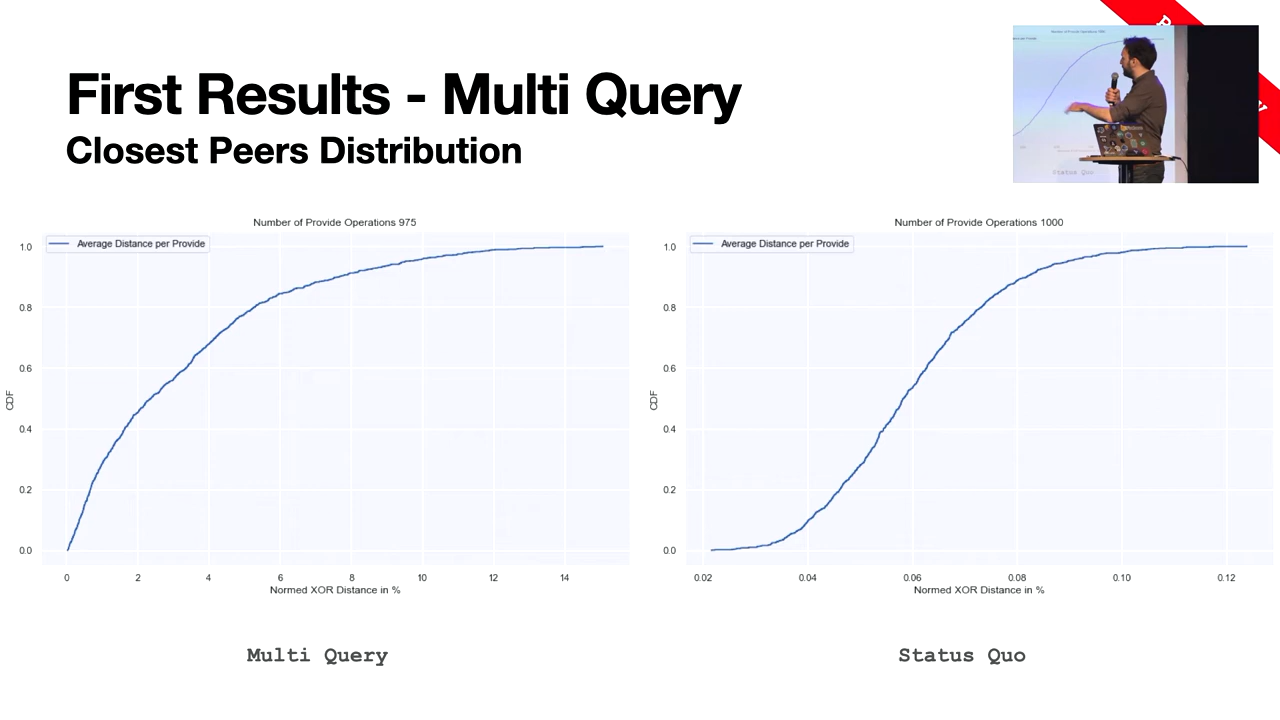 First Results - Multi Query
Closest Peers Distribution
Number of Provide Operations 975
Average Distance per Provide
1.0
0.8
0.6
0.4
0.2
0.0
CDF
0 2 4 6 8 10 12 14
Normed XOR Distance in %
Multi Query
Number of Provide Operations 1000
Average Distance per Provide
1.0
0.8
0.6
0.4
0.2
0.0
CDF
0.02 0.04 0.06 0.08 0.10 0.12
Normed XOR Distance in %
Status Quo
Status Quo